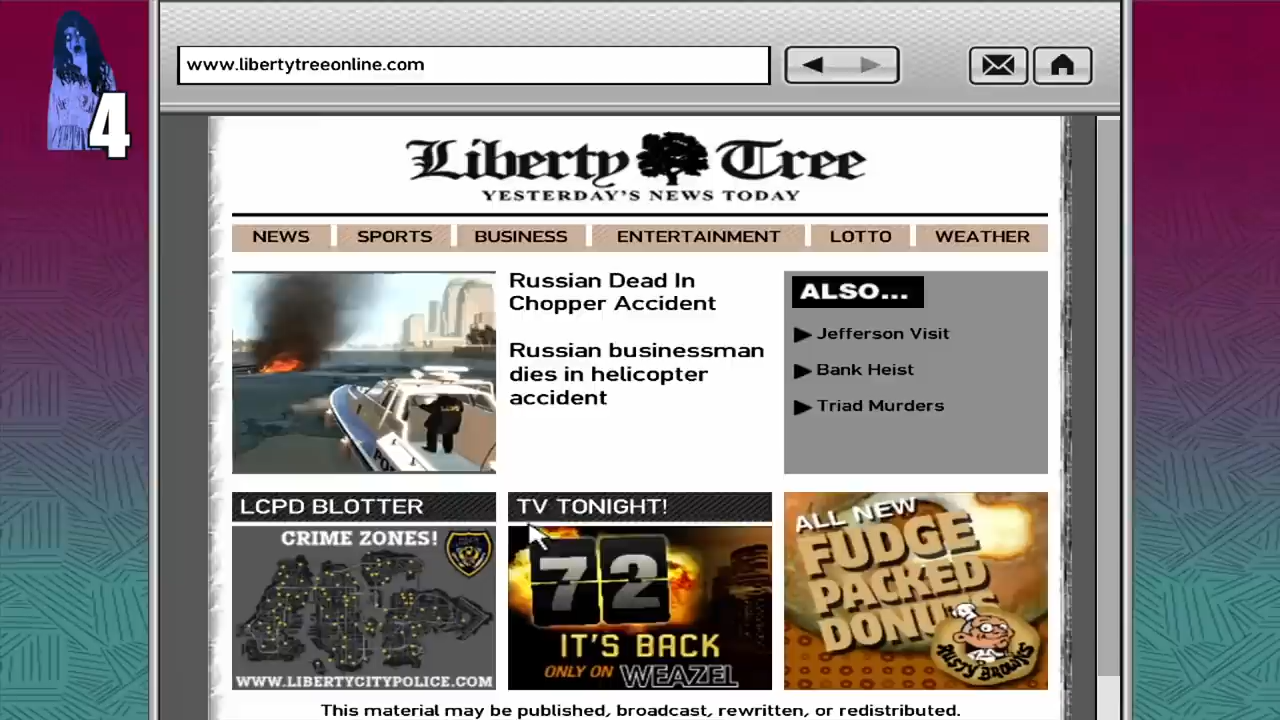 4
www.libertytreeonline.com
Liberty Tree
YESTERDAY'S NEWS TODAY
NEWS
SPORTS
BUSINESS
ENTERTAINMENT
LOTTO
WEATHER
Russian Dead In
Chopper Accident
Russian businessman
dies in helicopter
accident
ALSO...
Jefferson Visit
Bank Heist
Triad Murders
LCPD BLOTTER
CRIME ZONES!
WWW.LIBERTYCITYPOLICE.COM
TV TONIGHT!
72
IT'S BACK
ONLY ON WEAZEL
ALL NEW
FUDGE
PACKED
DONUTS
RUSTY BROWN'S
This material may be published, broadcast, rewritten, or redistributed.